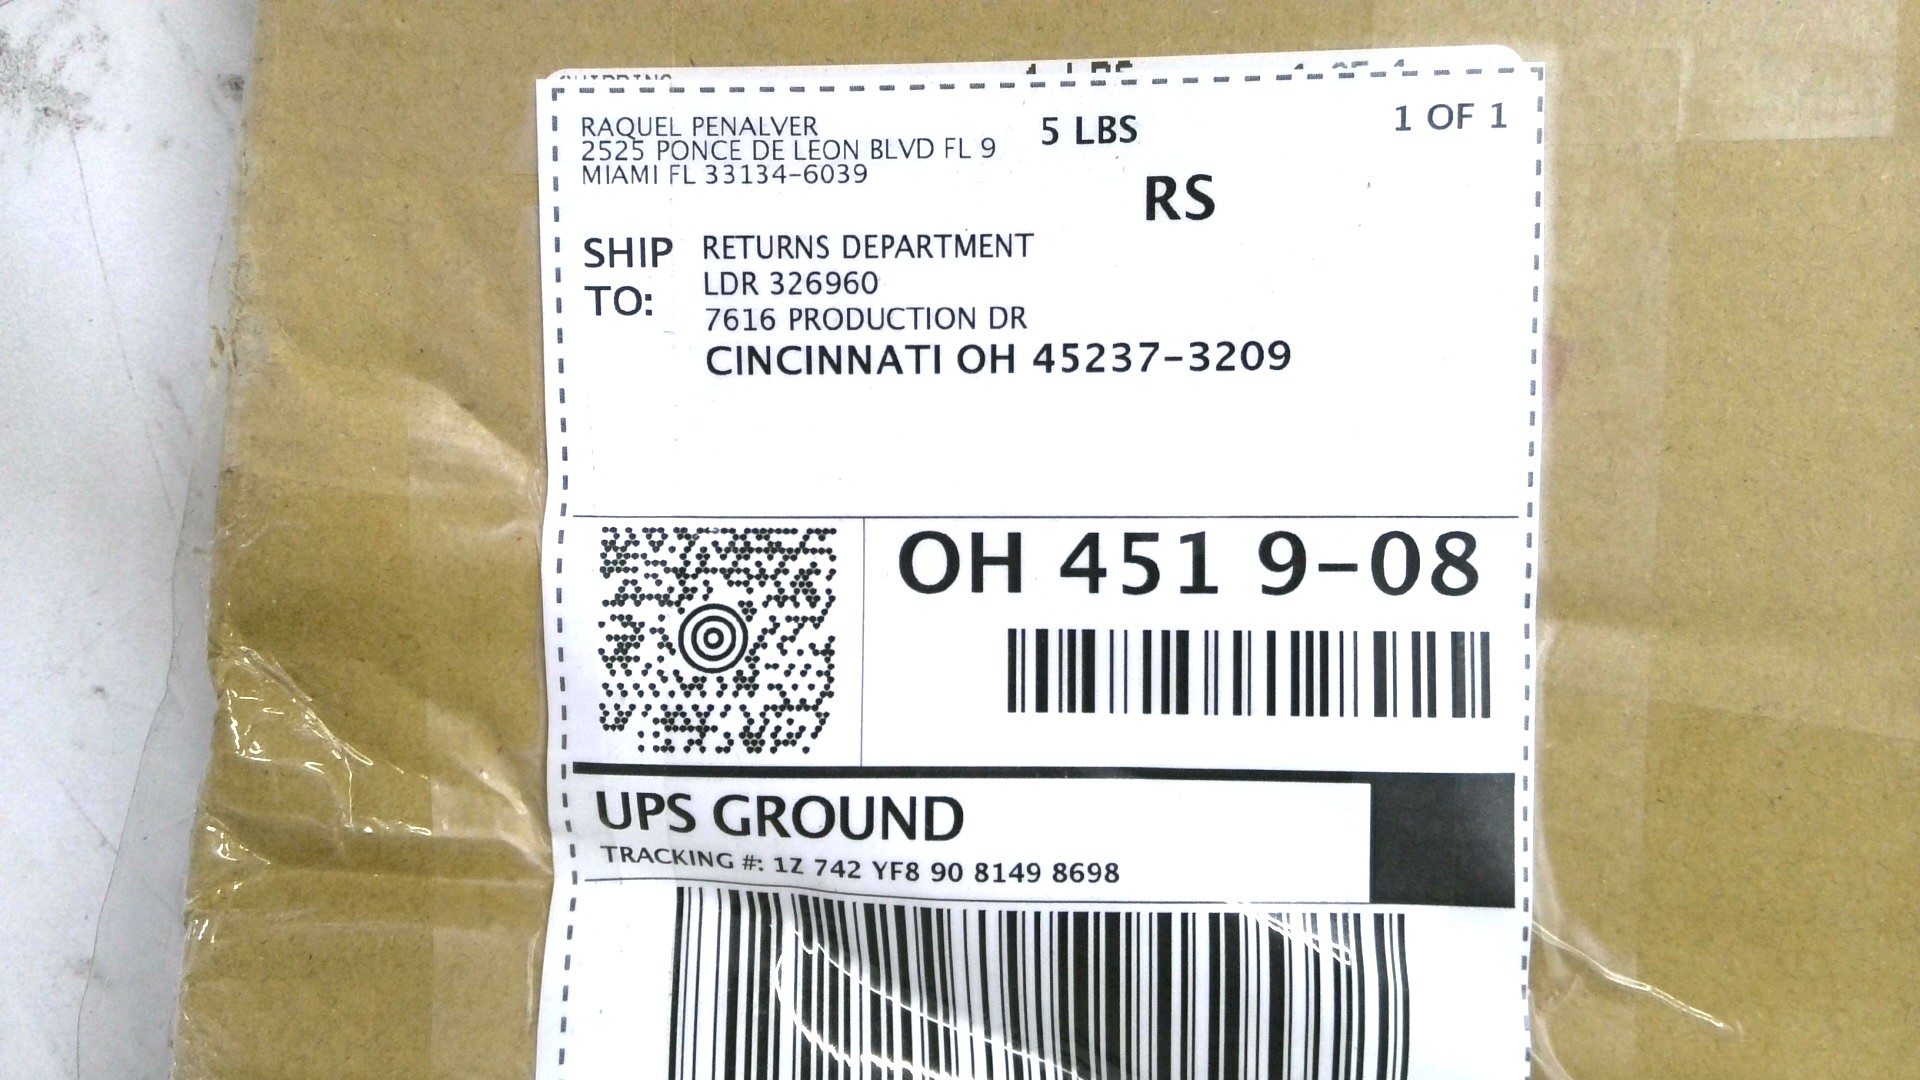 RAQUEL PENALVER
2525 PONCE DE LEON BLVD FL 9
MIAMI FL 33134-6039
5 LBS
1 OF 1
RS
SHIP TO:
RETURNS DEPARTMENT
LDR 326960
7616 PRODUCTION DR
CINCINNATI OH 45237-3209
OH 451 9-08
UPS GROUND
TRACKING #: 1Z 742 YF8 90 8149 8698